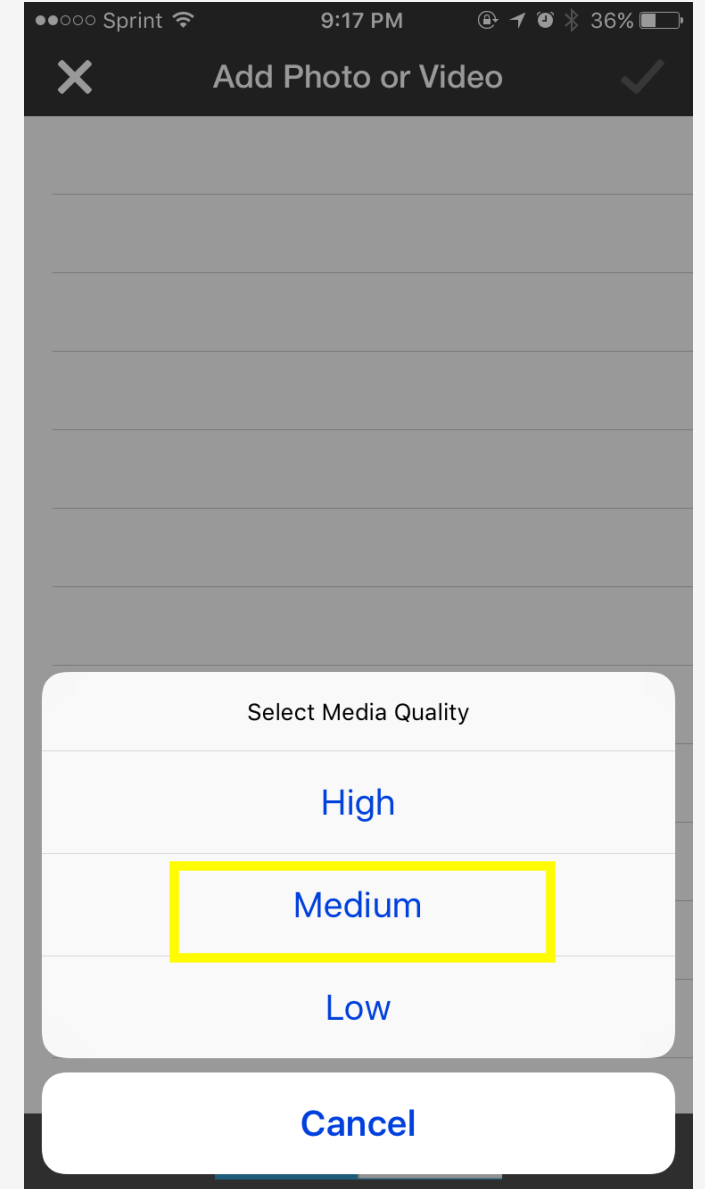 Sprint 9:17 PM 36%
Add Photo or Video
Select Media Quality
High
Medium
Low
Cancel